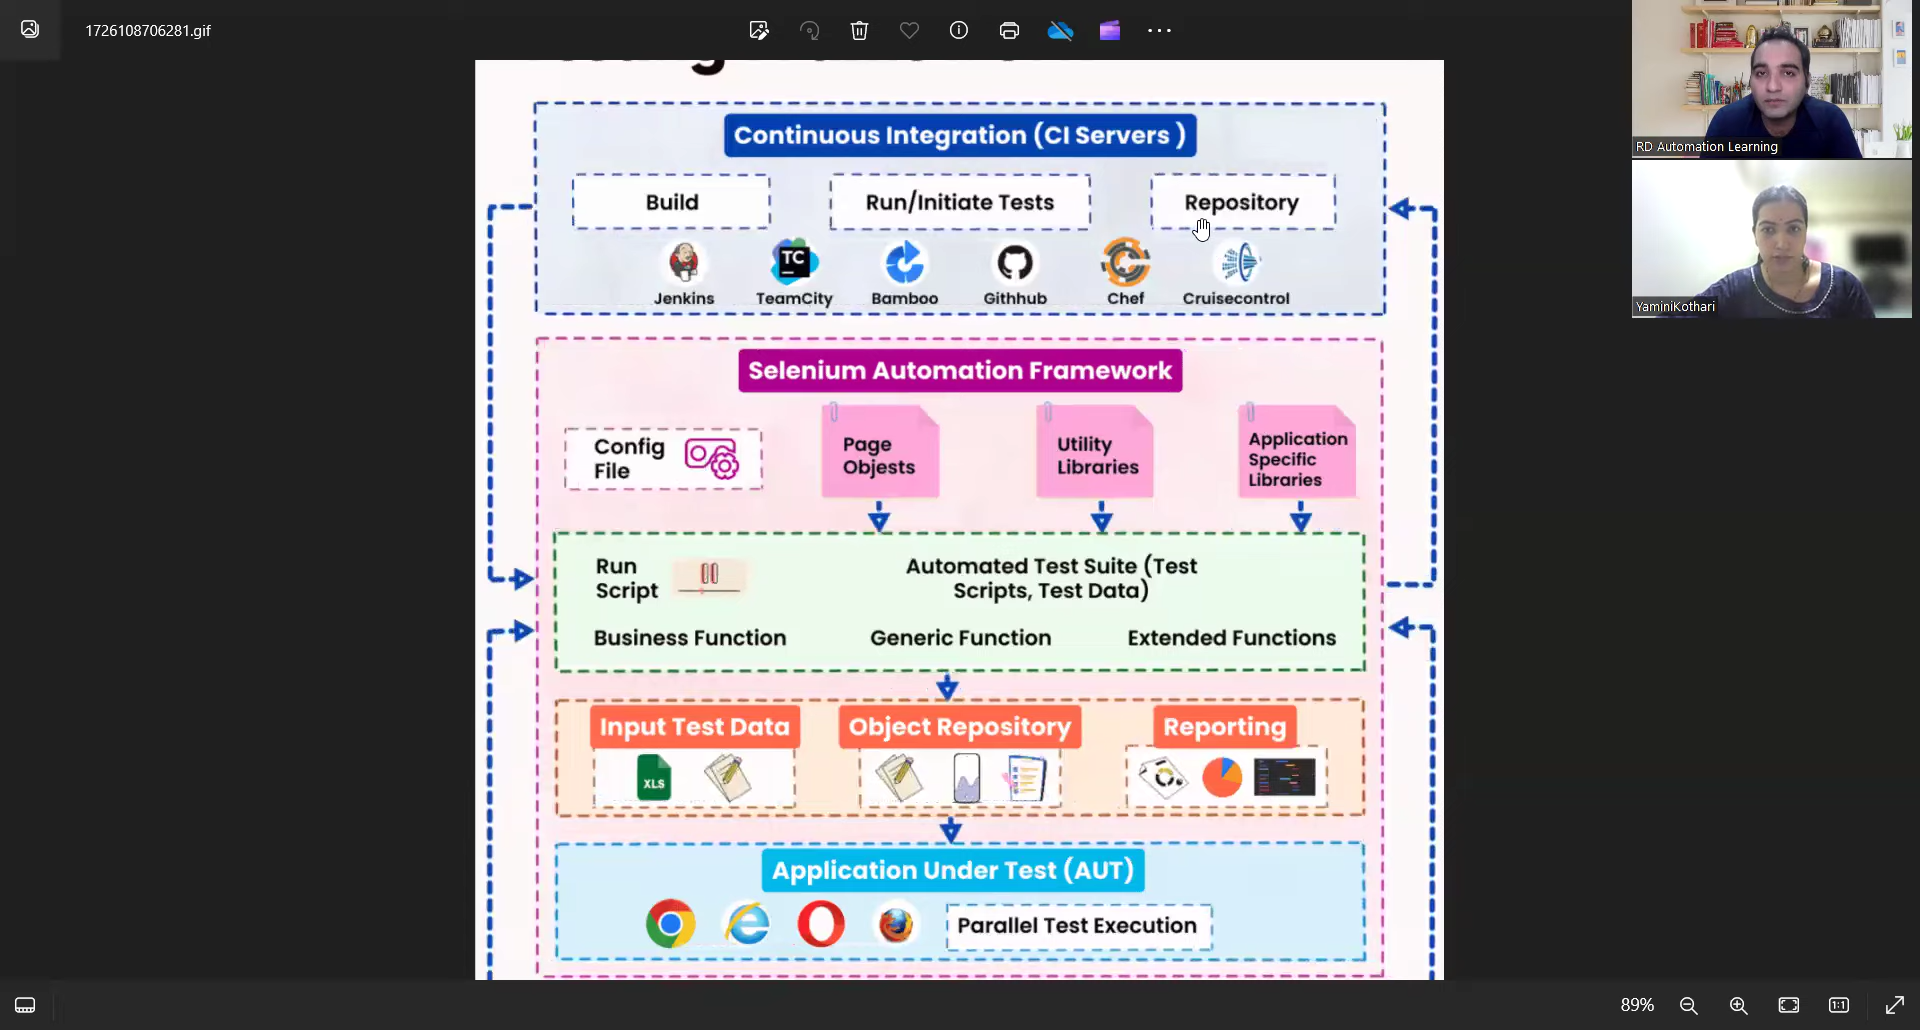 1726108706281.gif
Continuous Integration (CI Servers )
Build
Run/Initiate Tests
Repository
TC
Jenkins
TeamCity
Bamboo
Githhub
Chef
Cruisecontrol
Selenium Automation Framework
Config
File
Page
Objests
Utility
Libraries
Application
Specific
Libraries
Run
Script
Automated Test Suite (Test
Scripts, Test Data)
Business Function
Generic Function
Extended Functions
Input Test Data
Object Repository
Reporting
XLS
Application Under Test (AUT)
Parallel Test Execution
RD Automation Learning
YaminiKothari
89%
1:1